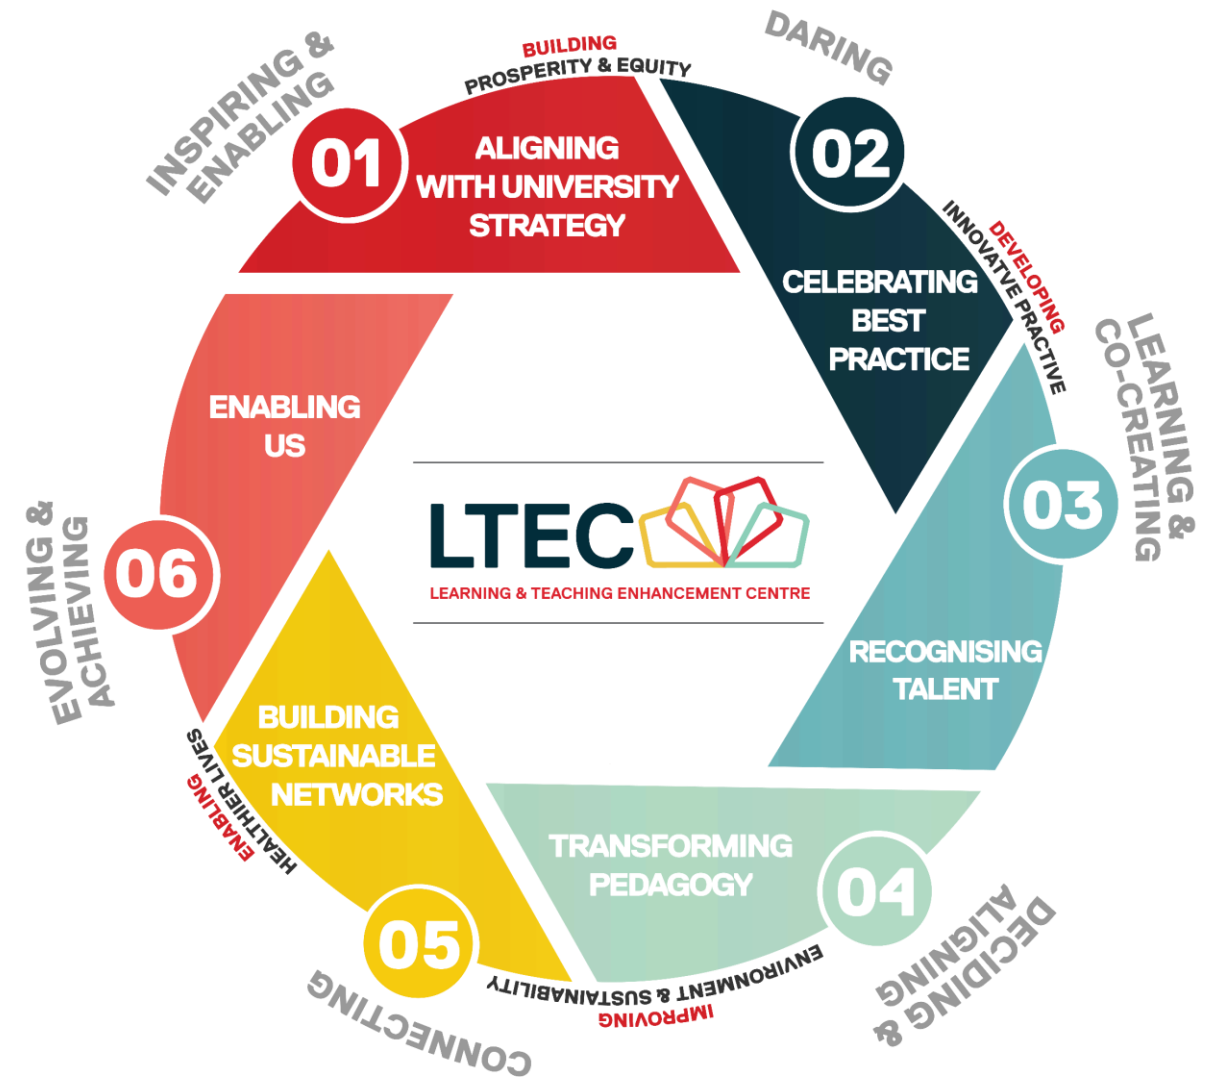 INSPIRING &
ENABLING
BUILDING
PROSPERITY & EQUITY
01
ALIGNING
WITH UNIVERSITY
STRATEGY
DARING
02
CELEBRATING
BEST
PRACTICE
DEVELOPING
INNOVATVE PRACTIVE
LEARNING &
CO-CREATING
03
RECOGNISING
TALENT
DECIDING &
ALIGNING
04
TRANSFORMING
PEDAGOGY
ENVIRONMENT & SUSTAINABILITY
IMPROVING
CONNECTING
05
BUILDING
SUSTAINABLE
NETWORKS
ENABLING
HEALTHIER LIVES
EVOLVING &
ACHIEVING
06
ENABLING
US
LTEC
LEARNING & TEACHING ENHANCEMENT CENTRE